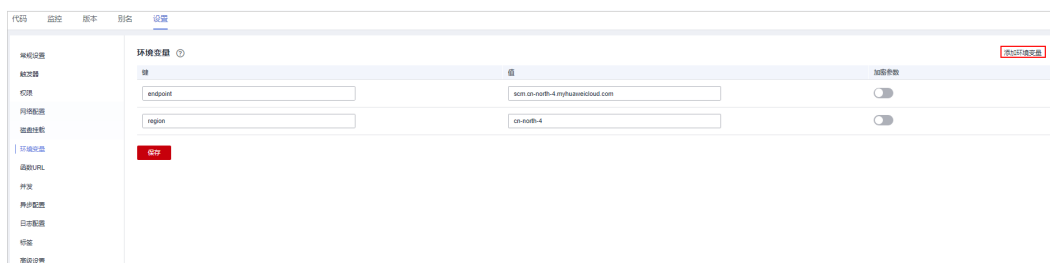 代码 监控 版本 别名 设置
常规设置
触发器
权限
网络配置
磁盘挂载
环境变量
函数URL
并发
异步配置
日志配置
标签
高级设置
环境变量 ?
添加环境变量
键 值 加密参数
endpoint scm.cn-north-4.myhuaweicloud.com
region cn-north-4
保存